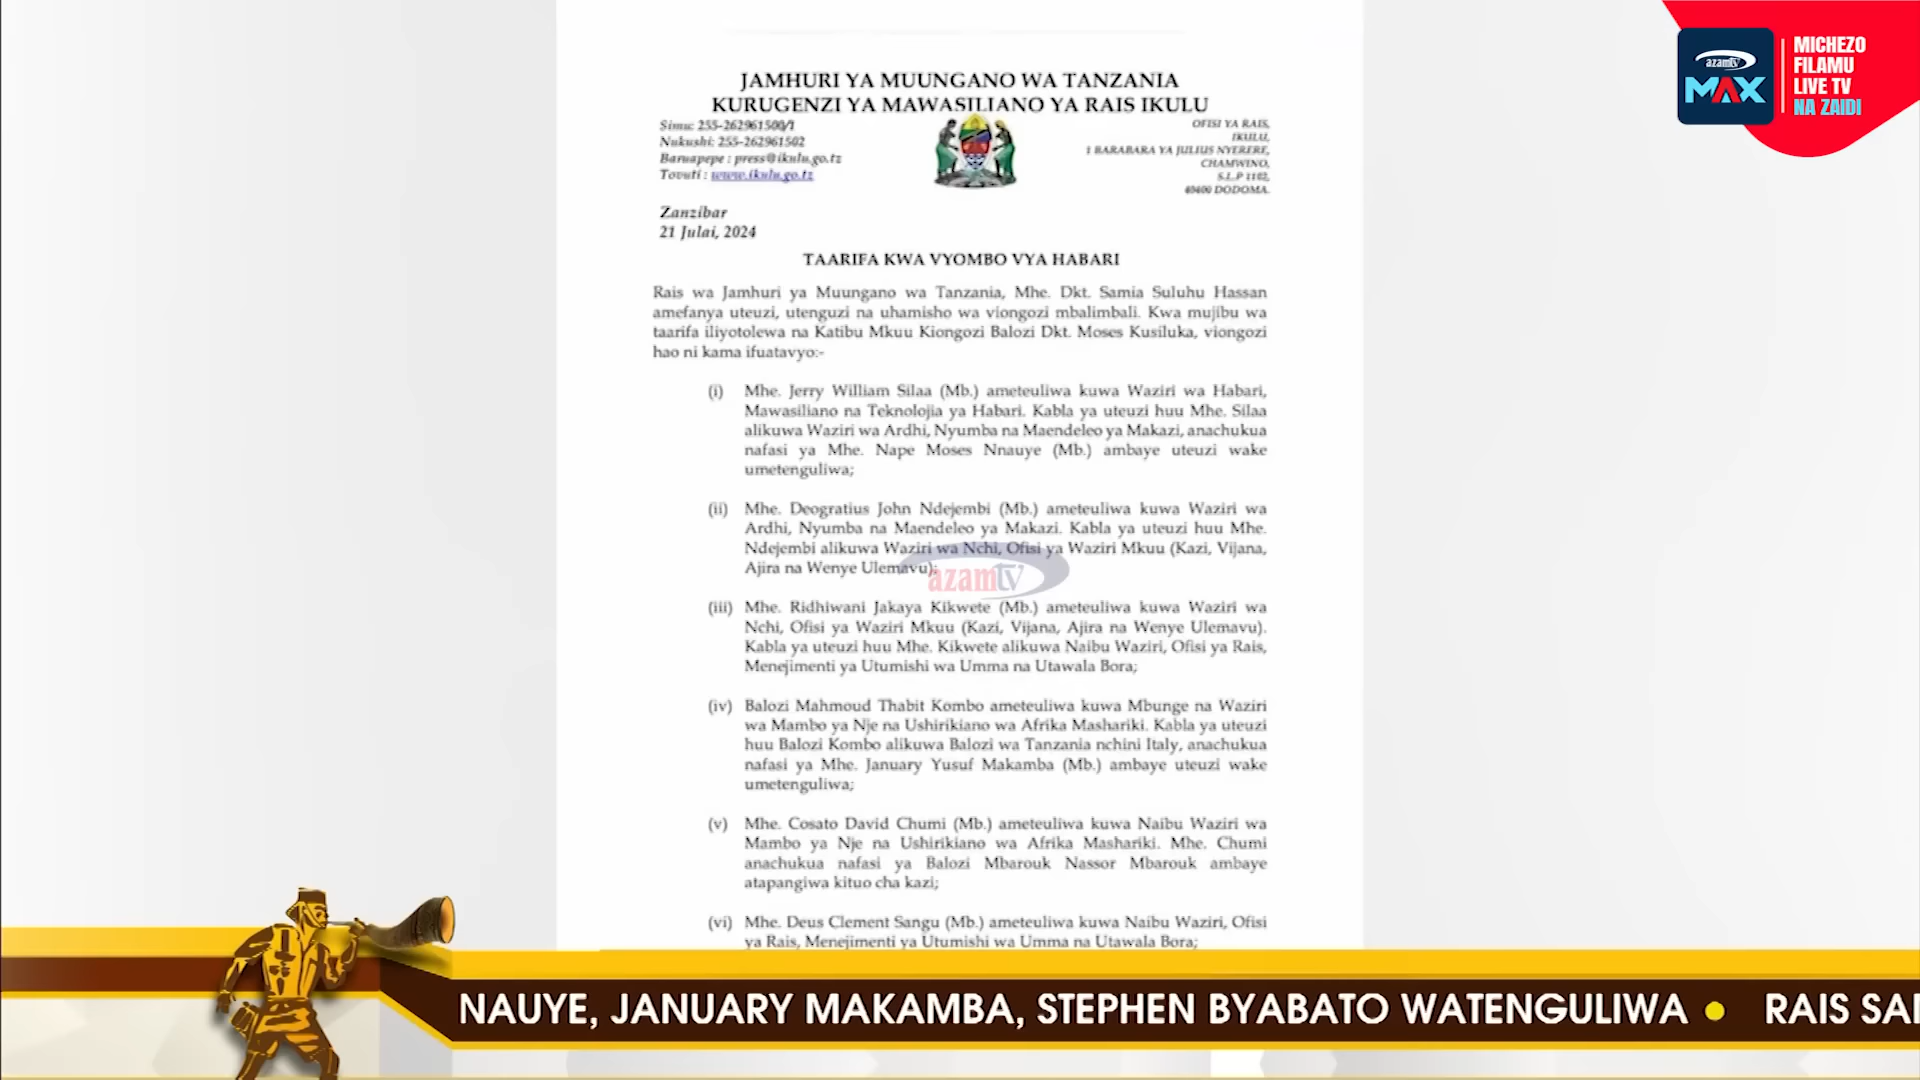 JAMHURI YA MUUNGANO WA TANZANIA
KURUGENZI YA MAWASILIANO YA RAIS IKULU
Simu: 255-262961500/1
Nukushi: 255-262961502
Baruapepe : press@ikulu.go.tz
Tovuti : www.ikulu.go.tz
OFISI YA RAIS,
IKULU,
1 BARABARA YA JULIUS NYERERE,
CHAMWINO,
S.L.P 1102,
40400 DODOMA.
azamtv
MAX
MICHEZO
FILAMU
LIVE TV
NA ZAIDI
Zanzibar
21 Julai, 2024
TAARIFA KWA VYOMBO VYA HABARI
Rais wa Jamhuri ya Muungano wa Tanzania, Mhe. Dkt. Samia Suluhu Hassan
amefanya uteuzi, utenguzi na uhamisho wa viongozi mbalimbali. Kwa mujibu wa
taarifa iliyotolewa na Katibu Mkuu Kiongozi Balozi Dkt. Moses Kusiluka, viongozi
hao ni kama ifuatavyo:-
(i) Mhe. Jerry William Silaa (Mb.) ameteuliwa kuwa Waziri wa Habari,
Mawasiliano na Teknolojia ya Habari. Kabla ya uteuzi huu Mhe. Silaa
alikuwa Waziri wa Ardhi, Nyumba na Maendeleo ya Makazi, anachukua
nafasi ya Mhe. Nape Moses Nnauye (Mb.) ambaye uteuzi wake
umetenguliwa;
(ii) Mhe. Deogratius John Ndejembi (Mb.) ameteuliwa kuwa Waziri wa
Ardhi, Nyumba na Maendeleo ya Makazi. Kabla ya uteuzi huu Mhe.
Ndejembi alikuwa Waziri wa Nchi, Ofisi ya Waziri Mkuu (Kazi, Vijana,
Ajira na Wenye Ulemavu);
azamtv
(iii) Mhe. Ridhiwani Jakaya Kikwete (Mb.) ameteuliwa kuwa Waziri wa
Nchi, Ofisi ya Waziri Mkuu (Kazi, Vijana, Ajira na Wenye Ulemavu).
Kabla ya uteuzi huu Mhe. Kikwete alikuwa Naibu Waziri, Ofisi ya Rais,
Menejimenti ya Utumishi wa Umma na Utawala Bora;
(iv) Balozi Mahmoud Thabit Kombo ameteuliwa kuwa Mbunge na Waziri
wa Mambo ya Nje na Ushirikiano wa Afrika Mashariki. Kabla ya uteuzi
huu Balozi Kombo alikuwa Balozi wa Tanzania nchini Italy, anachukua
nafasi ya Mhe. January Yusuf Makamba (Mb.) ambaye uteuzi wake
umetenguliwa;
(v) Mhe. Cosato David Chumi (Mb.) ameteuliwa kuwa Naibu Waziri wa
Mambo ya Nje na Ushirikiano wa Afrika Mashariki. Mhe. Chumi
anachukua nafasi ya Balozi Mbarouk Nassor Mbarouk ambaye
atapangiwa kituo cha kazi;
(vi) Mhe. Deus Clement Sangu (Mb.) ameteuliwa kuwa Naibu Waziri, Ofisi
ya Rais, Menejimenti ya Utumishi wa Umma na Utawala Bora;
NAUYE, JANUARY MAKAMBA, STEPHEN BYABATO WATENGULIWA • RAIS SA